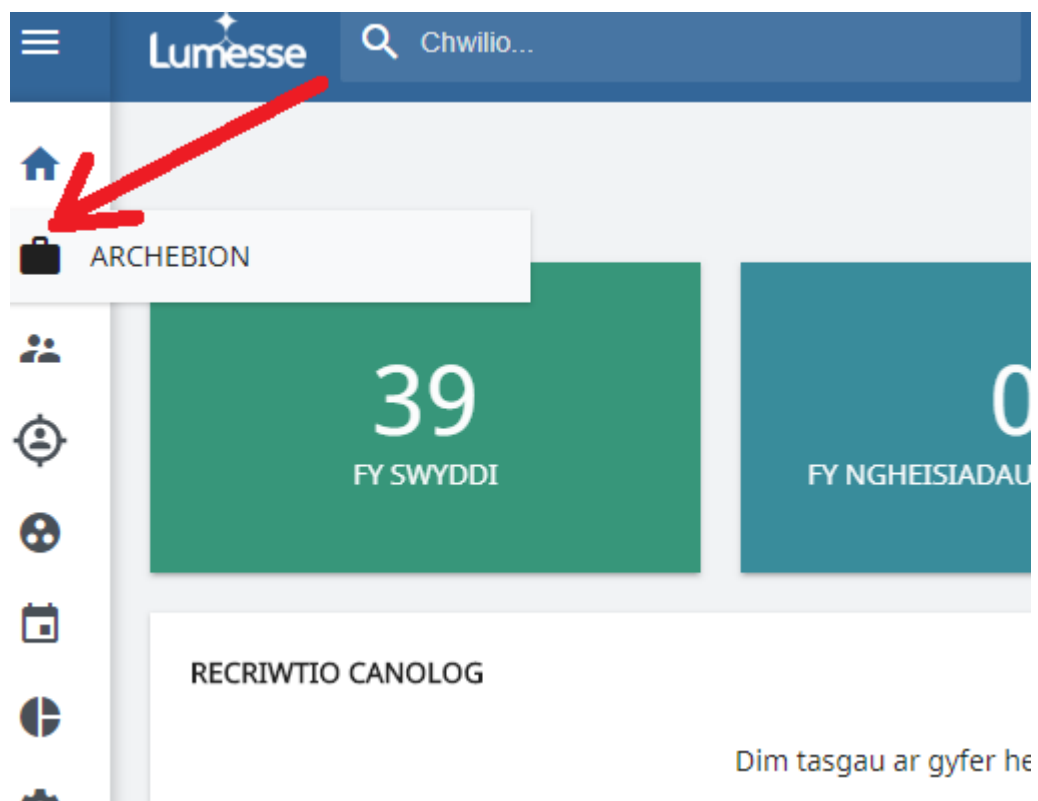 Lumesse
Chwilio...
ARCHEBION
39
FY SWYDDI
0
FY NGHEISIADAU
RECRIWTIO CANOLOG
Dim tasgau ar gyfer he